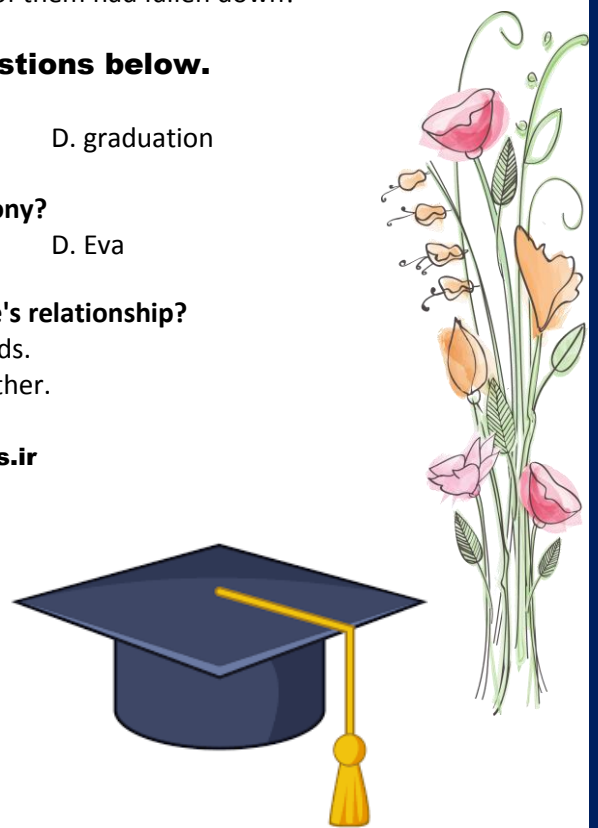 of them had fallen down.
stions below.
D. graduation
ony?
D. Eva
e's relationship?
ds.
ther.
s.ir